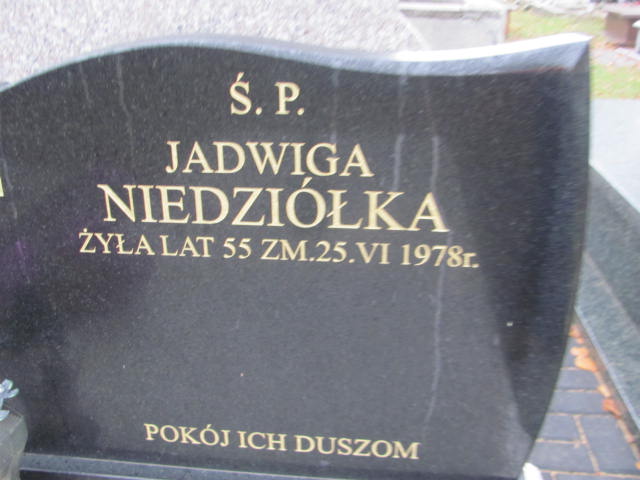 Ś. P.
JADWIGA
NIEDZIÓŁKA
ŻYŁA LAT 55 ZM.25.VI 1978r.
POKÓJ ICH DUSZOM